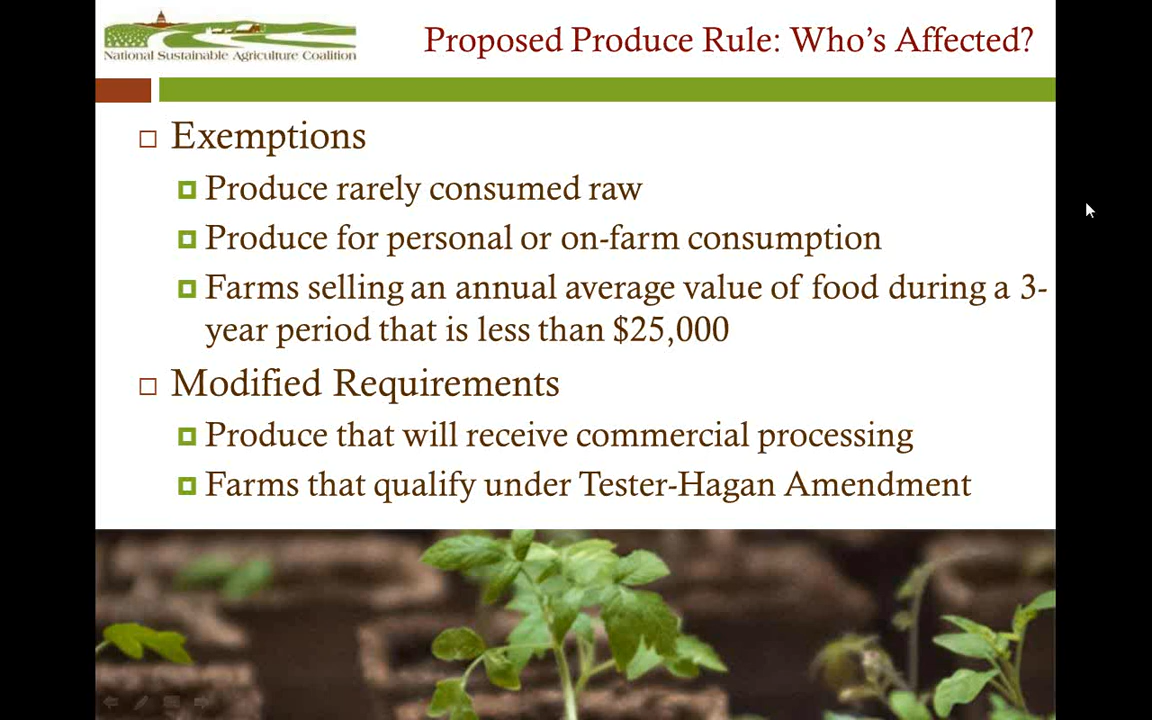 National Sustainable Agriculture Coalition
Proposed Produce Rule: Who's Affected?
Exemptions
Produce rarely consumed raw
Produce for personal or on-farm consumption
Farms selling an annual average value of food during a 3-
year period that is less than $25,000
Modified Requirements
Produce that will receive commercial processing
Farms that qualify under Tester-Hagan Amendment